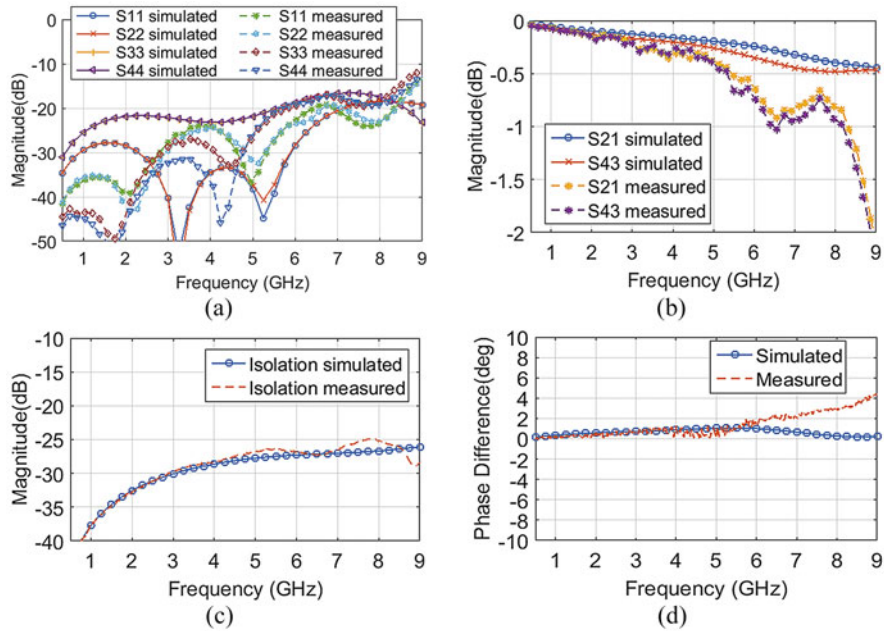 0
-10
-20
-30
-40
-50
Magnitude(dB)
S11 simulated
S22 simulated
S33 simulated
S44 simulated
S11 measured
S22 measured
S33 measured
S44 measured
1 2 3 4 5 6 7 8 9
Frequency (GHz)
(a)
0
-0.5
-1
-1.5
-2
Magnitude(dB)
S21 simulated
S43 simulated
S21 measured
S43 measured
1 2 3 4 5 6 7 8 9
Frequency (GHz)
(b)
-10
-15
-20
-25
-30
-35
-40
Magnitude(dB)
Isolation simulated
Isolation measured
1 2 3 4 5 6 7 8 9
Frequency (GHz)
(c)
10
8
6
4
2
0
-2
-4
-6
-8
-10
Phase Difference(deg)
Simulated
Measured
1 2 3 4 5 6 7 8 9
Frequency (GHz)
(d)